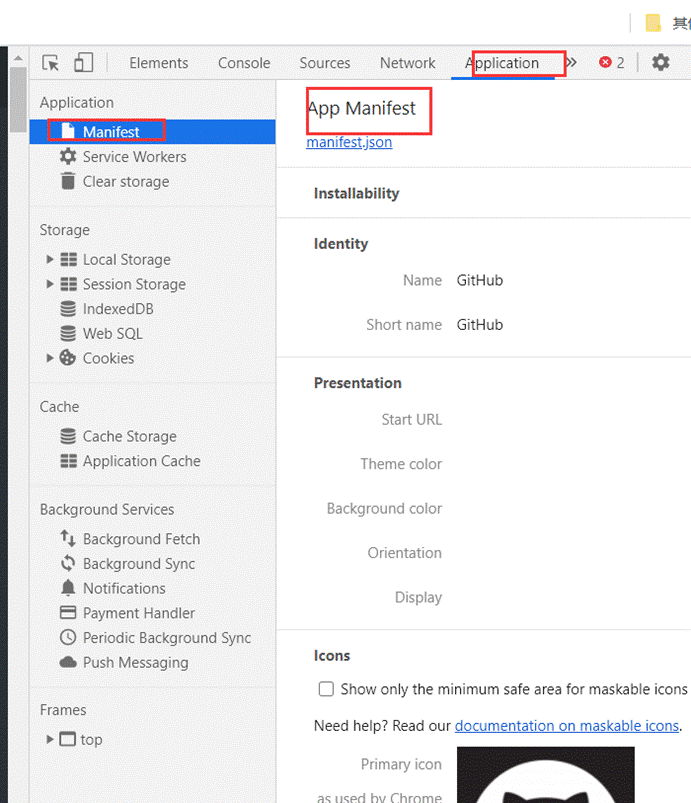 其
Elements Console Sources Network Application » 2
Application
Manifest
Service Workers
Clear storage
Storage
Local Storage
Session Storage
IndexedDB
Web SQL
Cookies
Cache
Cache Storage
Application Cache
Background Services
Background Fetch
Background Sync
Notifications
Payment Handler
Periodic Background Sync
Push Messaging
Frames
top
App Manifest
manifest.json
Installability
Identity
Name GitHub
Short name GitHub
Presentation
Start URL
Theme color
Background color
Orientation
Display
Icons
Show only the minimum safe area for maskable icons
Need help? Read our documentation on maskable icons.
Primary icon
as used by Chrome